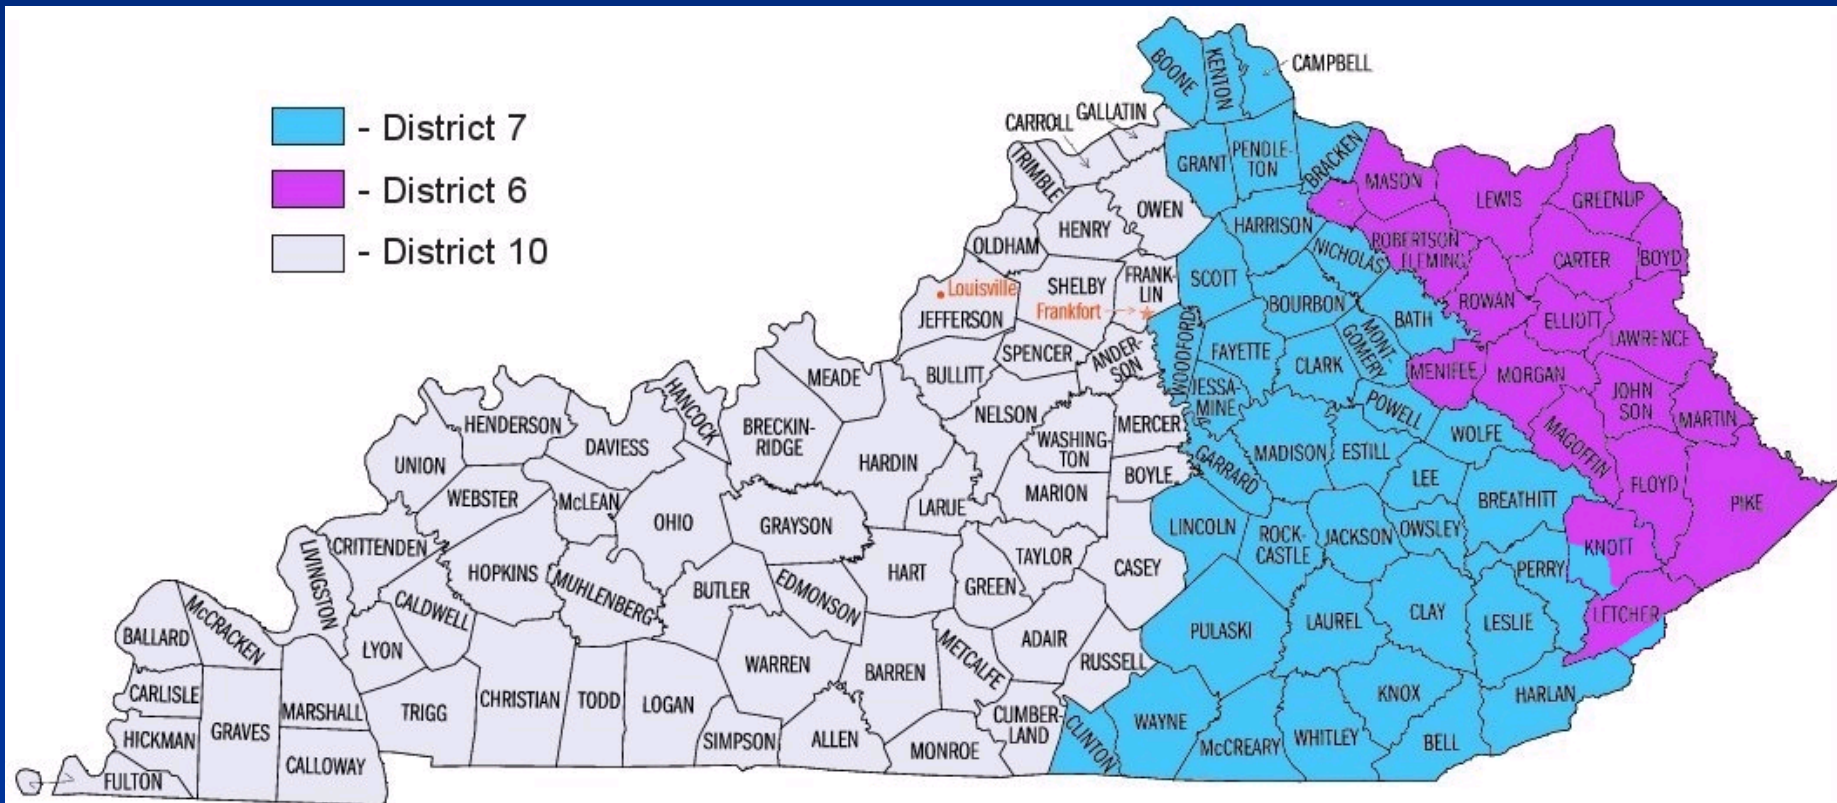 - District 7
- District 6
- District 10
BOONE
KENTON
CAMPBELL
GALLATIN
CARROLL
TRIMBLE
GRANT
PENDLE-
TON
BRACKEN
MASON
LEWIS
GREENUP
OWEN
HENRY
OLDHAM
HARRISON
NICHOLAS
ROBERTSON
FLEMING
CARTER
BOYD
SHELBY
FRANK-
LIN
SCOTT
Louisville
Frankfort
JEFFERSON
BOURBON
BATH
ROWAN
ELLIOTT
LAWRENCE
WOODFORD
FAYETTE
CLARK
MONT-
GOMERY
MENIFEE
MORGAN
JOHN
SON
MARTIN
SPENCER
ANDER-
SON
BULLITT
MEADE
HANCOCK
BRECKIN-
RIDGE
NELSON
MERCER
JESSA-
MINE
POWELL
WOLFE
MAGOFFIN
HENDERSON
DAVIESS
UNION
WASHING-
TON
MADISON
ESTILL
GARRARD
LEE
HARDIN
BOYLE
WEBSTER
McLEAN
OHIO
GRAYSON
LARUE
MARION
BREATHITT
FLOYD
PIKE
LINCOLN
ROCK-
CASTLE
JACKSON
OWSLEY
KNOTT
CRITTENDEN
LIVINGSTON
HOPKINS
MUHLENBERG
BUTLER
EDMONSON
HART
GREEN
TAYLOR
CASEY
PERRY
CALDWELL
LYON
BALLARD
McCRACKEN
WARREN
BARREN
METCALFE
ADAIR
RUSSELL
PULASKI
LAUREL
CLAY
LESLIE
LETCHER
CARLISLE
GRAVES
MARSHALL
TRIGG
CHRISTIAN
TODD
LOGAN
SIMPSON
ALLEN
MONROE
CUMBER-
LAND
CLINTON
WAYNE
McCREARY
WHITLEY
KNOX
BELL
HARLAN
HICKMAN
FULTON
CALLOWAY